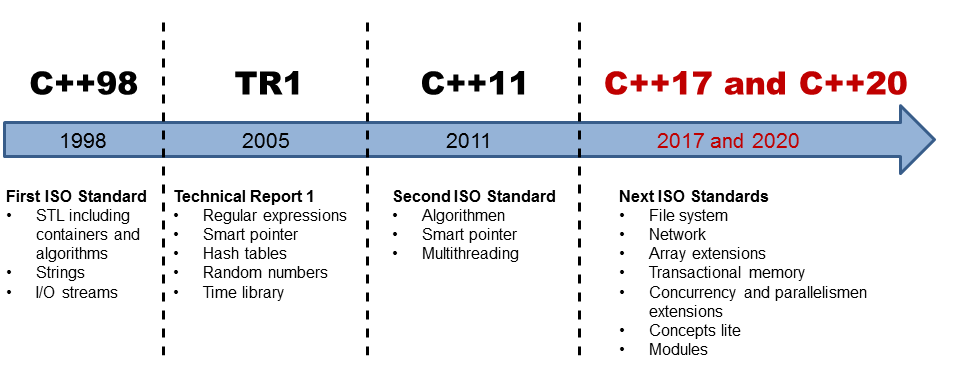 C++98
TR1
C++11
C++17 and C++20
1998
2005
2011
2017 and 2020
First ISO Standard
• STL including
containers and
algorithms
• Strings
• I/O streams
Technical Report 1
• Regular expressions
• Smart pointer
• Hash tables
• Random numbers
• Time library
Second ISO Standard
• Algorithmen
• Smart pointer
• Multithreading
Next ISO Standards
• File system
• Network
• Array extensions
• Transactional memory
• Concurrency and parallelismen
extensions
• Concepts lite
• Modules